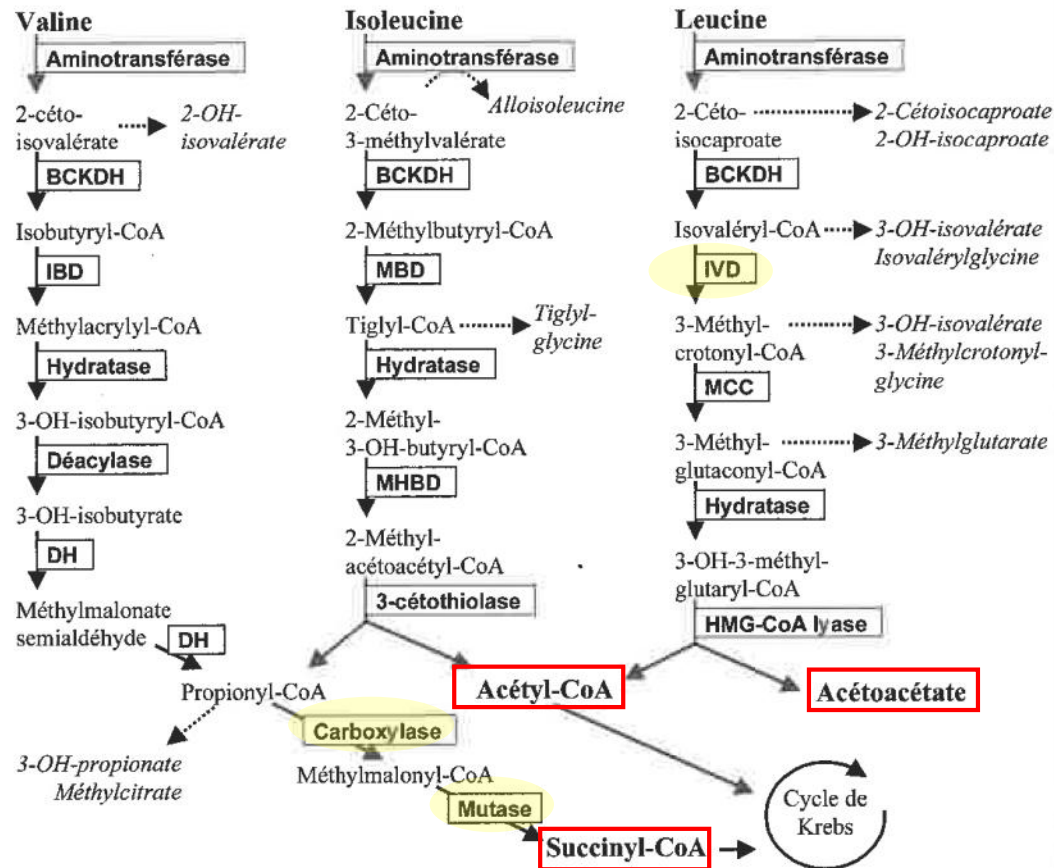 Valine
Aminotransférase
2-céto-
isovalérate
2-OH-
isovalérate
BCKDH
Isobutyryl-CoA
IBD
Méthylacrylyl-CoA
Hydratase
3-OH-isobutyryl-CoA
Déacylase
3-OH-isobutyrate
DH
Méthylmalonate
semialdéhyde
DH
Propionyl-CoA
3-OH-propionate
Méthylcitrate
Carboxylase
Méthylmalonyl-CoA
Mutase
Succinyl-CoA
Isoleucine
Aminotransférase
Alloisoleucine
2-Céto-
3-méthylvalérate
BCKDH
2-Méthylbutyryl-CoA
MBD
Tiglyl-CoA
Tiglyl-
glycine
Hydratase
2-Méthyl-
3-OH-butyryl-CoA
MHBD
2-Méthyl-
acétoacétyl-CoA
3-cétothiolase
Acétyl-CoA
Leucine
Aminotransférase
2-Céto-
isocaproate
2-Cétoisocaproate
2-OH-isocaproate
BCKDH
Isovaléryl-CoA
3-OH-isovalérate
Isovalérylglycine
IVD
3-Méthyl-
crotonyl-CoA
3-OH-isovalérate
3-Méthylcrotonyl-
glycine
MCC
3-Méthyl-
glutaconyl-CoA
3-Méthylglutarate
Hydratase
3-OH-3-méthyl-
glutaryl-CoA
HMG-CoA lyase
Acétoacétate
Cycle de
Krebs